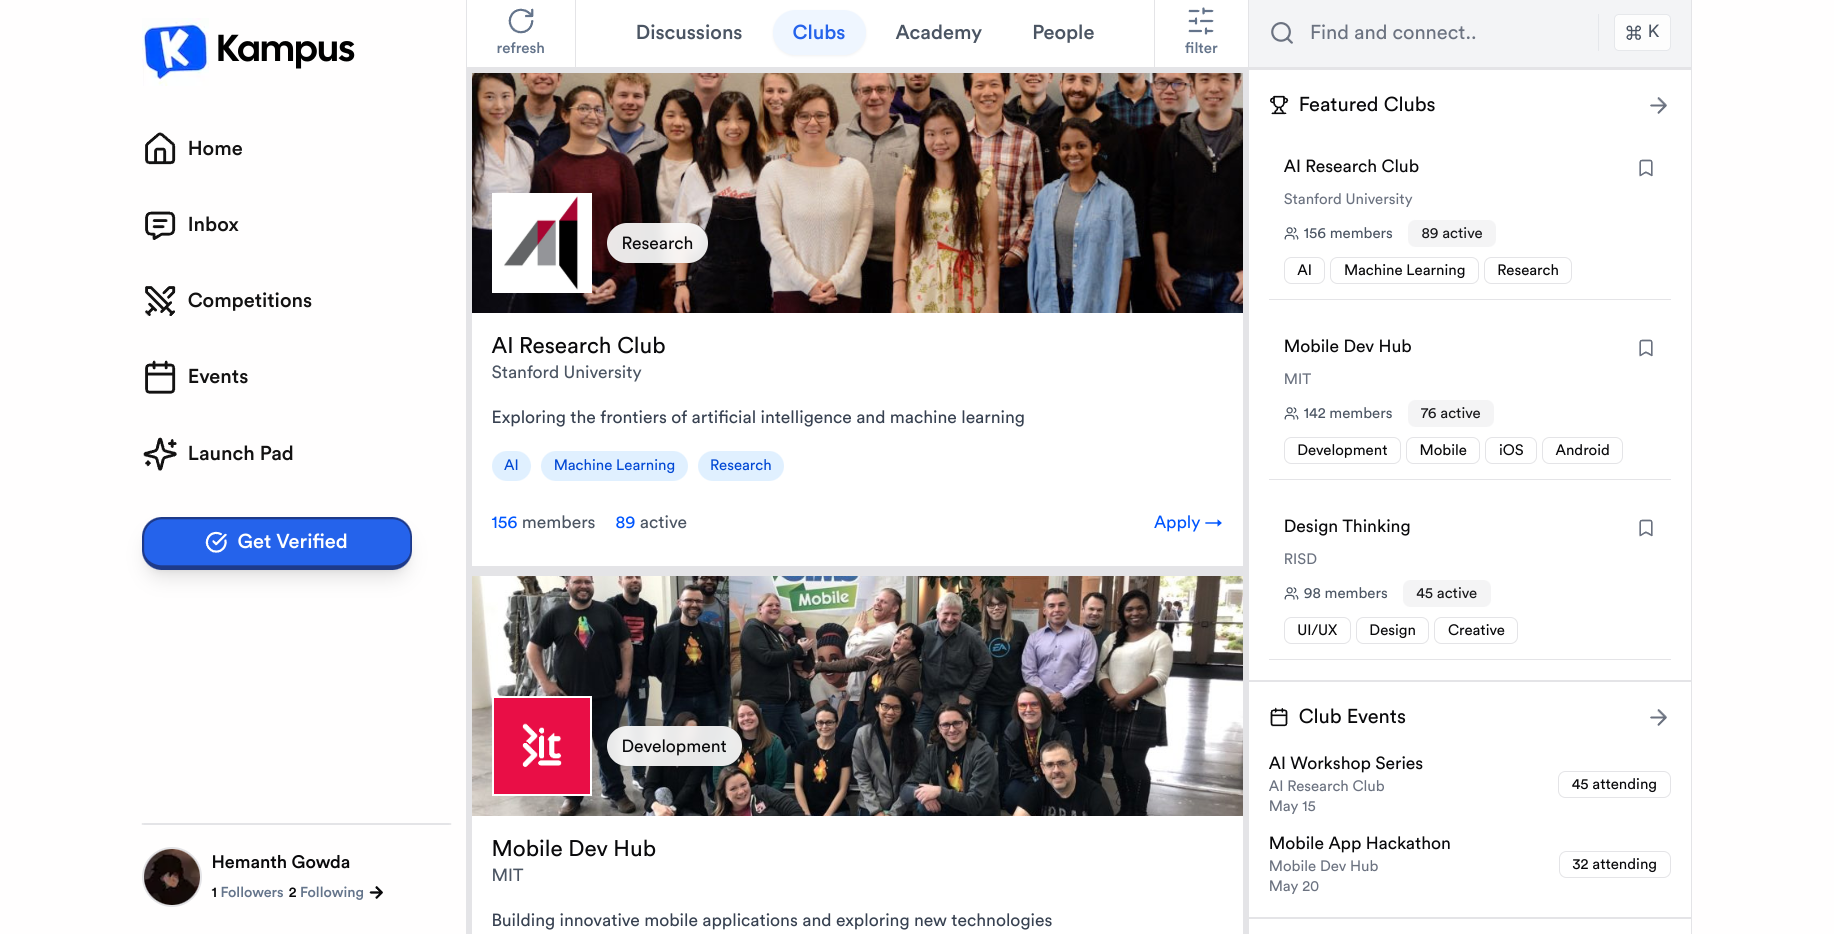 Kampus
Home
Inbox
Competitions
Events
Launch Pad
Get Verified
Hemanth Gowda
1 Followers 2 Following
refresh
Discussions
Clubs
Academy
People
filter
Research
AI Research Club
Stanford University
Exploring the frontiers of artificial intelligence and machine learning
AI
Machine Learning
Research
156 members 89 active
Apply →
Mobile
it
EA
Development
Mobile Dev Hub
MIT
Building innovative mobile applications and exploring new technologies
Find and connect..
⌘ K
Featured Clubs
AI Research Club
Stanford University
156 members 89 active
AI Machine Learning Research
Mobile Dev Hub
MIT
142 members 76 active
Development Mobile iOS Android
Design Thinking
RISD
98 members 45 active
UI/UX Design Creative
Club Events
AI Workshop Series
AI Research Club
May 15
45 attending
Mobile App Hackathon
Mobile Dev Hub
May 20
32 attending